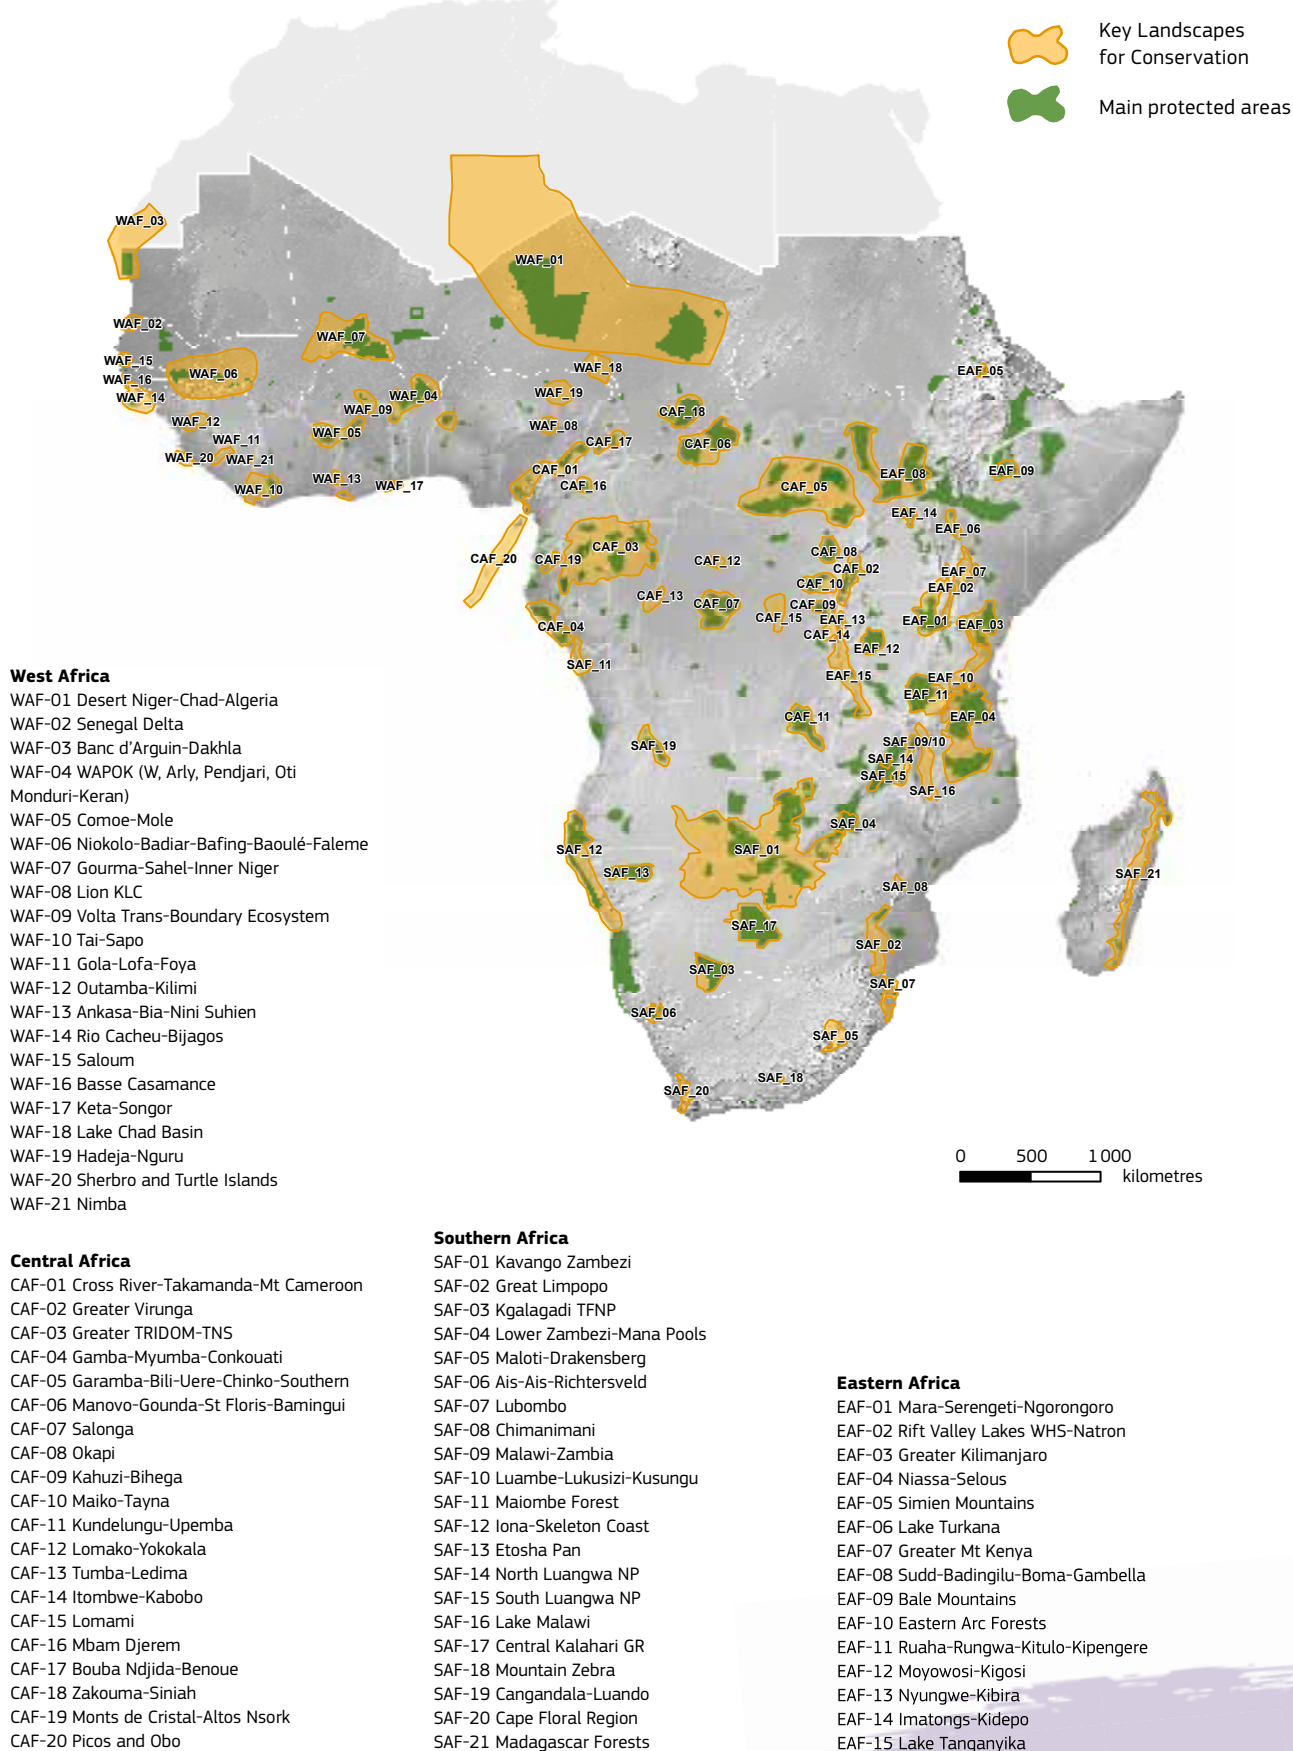 Key Landscapes
for Conservation
Main protected areas
WAF_03
WAF_01
WAF_02
WAF_07
WAF_15
WAF_16
WAF_06
WAF_14
WAF_18
EAF_05
WAF_04
WAF_19
WAF_09
CAF_18
WAF_12
WAF_08
WAF_05
WAF_11
CAF_17
CAF_06
WAF_20
WAF_21
CAF_01
EAF_09
EAF_08
WAF_13
WAF_17
CAF_16
CAF_05
WAF_10
EAF_14
EAF_06
CAF_03
CAF_08
CAF_20
CAF_19
CAF_12
CAF_02
EAF_07
CAF_10
EAF_02
CAF_13
CAF_07
CAF_09
CAF_15
EAF_13
EAF_01
EAF_03
CAF_04
CAF_14
EAF_12
SAF_11
EAF_15
EAF_10
EAF_11
CAF_11
EAF_04
SAF_19
SAF_09/10
SAF_14
SAF_15
SAF_16
SAF_04
SAF_12
SAF_01
SAF_13
SAF_21
SAF_08
SAF_17
SAF_02
SAF_03
SAF_07
SAF_06
SAF_05
SAF_18
SAF_20
0 500 1 000
kilometres
West Africa
WAF-01 Desert Niger-Chad-Algeria
WAF-02 Senegal Delta
WAF-03 Banc d'Arguin-Dakhla
WAF-04 WAPOK (W, Arly, Pendjari, Oti
Monduri-Keran)
WAF-05 Comoe-Mole
WAF-06 Niokolo-Badiar-Bafing-Baoulé-Faleme
WAF-07 Gourma-Sahel-Inner Niger
WAF-08 Lion KLC
WAF-09 Volta Trans-Boundary Ecosystem
WAF-10 Tai-Sapo
WAF-11 Gola-Lofa-Foya
WAF-12 Outamba-Kilimi
WAF-13 Ankasa-Bia-Nini Suhien
WAF-14 Rio Cacheu-Bijagos
WAF-15 Saloum
WAF-16 Basse Casamance
WAF-17 Keta-Songor
WAF-18 Lake Chad Basin
WAF-19 Hadeja-Nguru
WAF-20 Sherbro and Turtle Islands
WAF-21 Nimba
Central Africa
CAF-01 Cross River-Takamanda-Mt Cameroon
CAF-02 Greater Virunga
CAF-03 Greater TRIDOM-TNS
CAF-04 Gamba-Myumba-Conkouati
CAF-05 Garamba-Bili-Uere-Chinko-Southern
CAF-06 Manovo-Gounda-St Floris-Bamingui
CAF-07 Salonga
CAF-08 Okapi
CAF-09 Kahuzi-Bihega
CAF-10 Maiko-Tayna
CAF-11 Kundelungu-Upemba
CAF-12 Lomako-Yokokala
CAF-13 Tumba-Ledima
CAF-14 Itombwe-Kabobo
CAF-15 Lomami
CAF-16 Mbam Djerem
CAF-17 Bouba Ndjida-Benoue
CAF-18 Zakouma-Siniah
CAF-19 Monts de Cristal-Altos Nsork
CAF-20 Picos and Obo
Southern Africa
SAF-01 Kavango Zambezi
SAF-02 Great Limpopo
SAF-03 Kgalagadi TFNP
SAF-04 Lower Zambezi-Mana Pools
SAF-05 Maloti-Drakensberg
SAF-06 Ais-Ais-Richtersveld
SAF-07 Lubombo
SAF-08 Chimanimani
SAF-09 Malawi-Zambia
SAF-10 Luambe-Lukusizi-Kusungu
SAF-11 Maiombe Forest
SAF-12 Iona-Skeleton Coast
SAF-13 Etosha Pan
SAF-14 North Luangwa NP
SAF-15 South Luangwa NP
SAF-16 Lake Malawi
SAF-17 Central Kalahari GR
SAF-18 Mountain Zebra
SAF-19 Cangandala-Luando
SAF-20 Cape Floral Region
SAF-21 Madagascar Forests
Eastern Africa
EAF-01 Mara-Serengeti-Ngorongoro
EAF-02 Rift Valley Lakes WHS-Natron
EAF-03 Greater Kilimanjaro
EAF-04 Niassa-Selous
EAF-05 Simien Mountains
EAF-06 Lake Turkana
EAF-07 Greater Mt Kenya
EAF-08 Sudd-Badingilu-Boma-Gambella
EAF-09 Bale Mountains
EAF-10 Eastern Arc Forests
EAF-11 Ruaha-Rungwa-Kitulo-Kipengere
EAF-12 Moyowosi-Kigosi
EAF-13 Nyungwe-Kibira
EAF-14 Imatongs-Kidepo
EAF-15 Lake Tanganyika